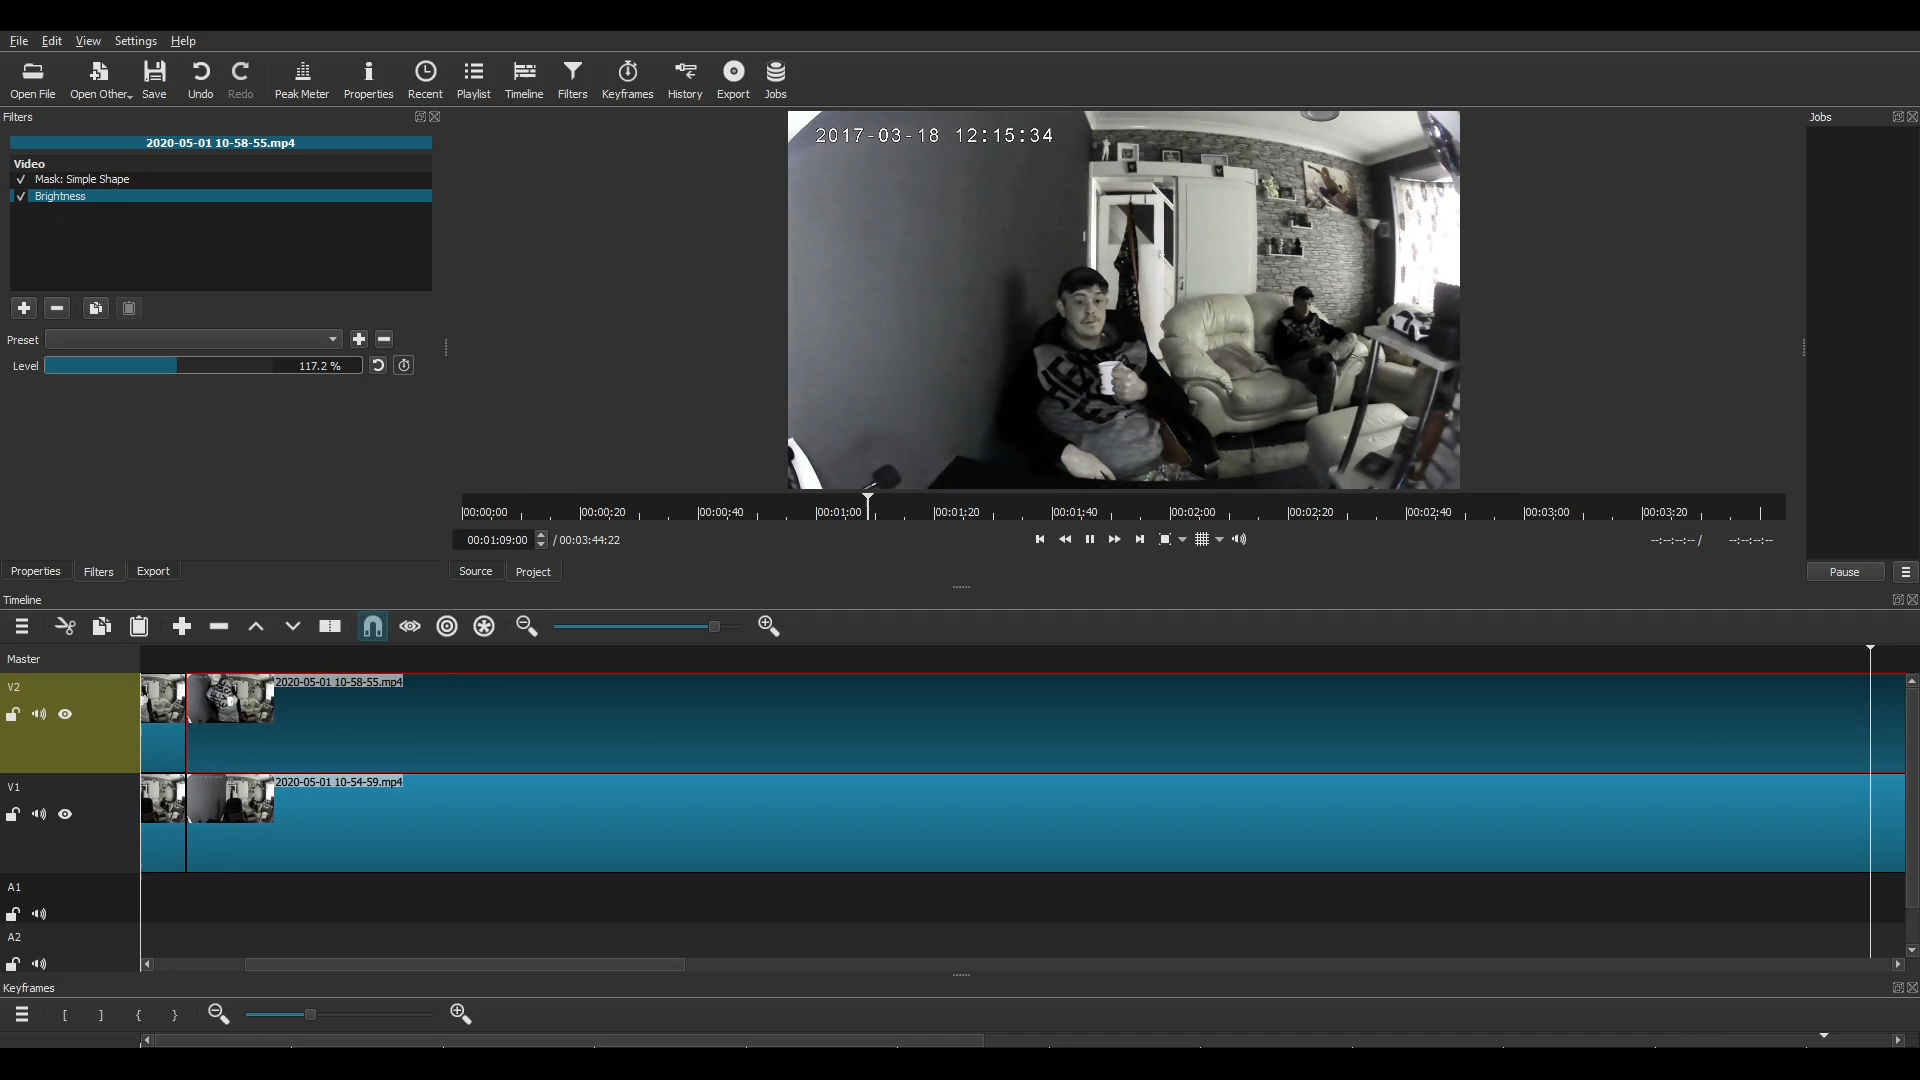 File Edit View Settings Help
Open File Open Other... Save Undo Redo Peak Meter Properties Recent Playlist Timeline Filters Keyframes History Export Jobs
Filters
2020-05-01 10-58-55.mp4
Video
Mask: Simple Shape
Brightness
Preset
Level 117.2 %
Properties Filters Export
2017-03-18 12:15:34
00:00:00 00:00:20 00:00:40 00:01:00 00:01:20 00:01:40 00:02:00 00:02:20 00:02:40 00:03:00 00:03:20
00:01:09:00 / 00:03:44:22
--:--:--:-- / --:--:--:--
Source Project
Jobs
Pause
Timeline
Master
V2
2020-05-01 10-58-55.mp4
V1
2020-05-01 10-54-59.mp4
A1
A2
Keyframes
[ ] { }